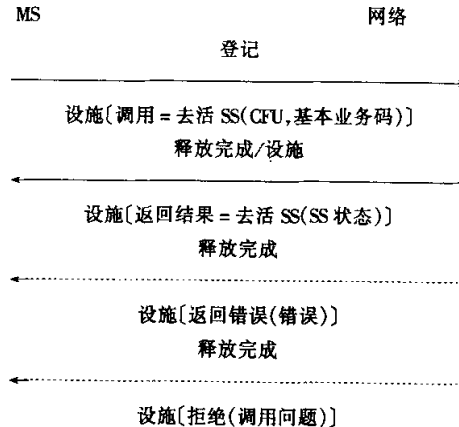 MS 网络
登记
设施〔调用=去活 SS(CFU,基本业务码)〕
释放完成/设施
设施〔返回结果=去活 SS(SS 状态)〕
释放完成
设施〔返回错误(错误)〕
释放完成
设施〔拒绝(调用问题)〕